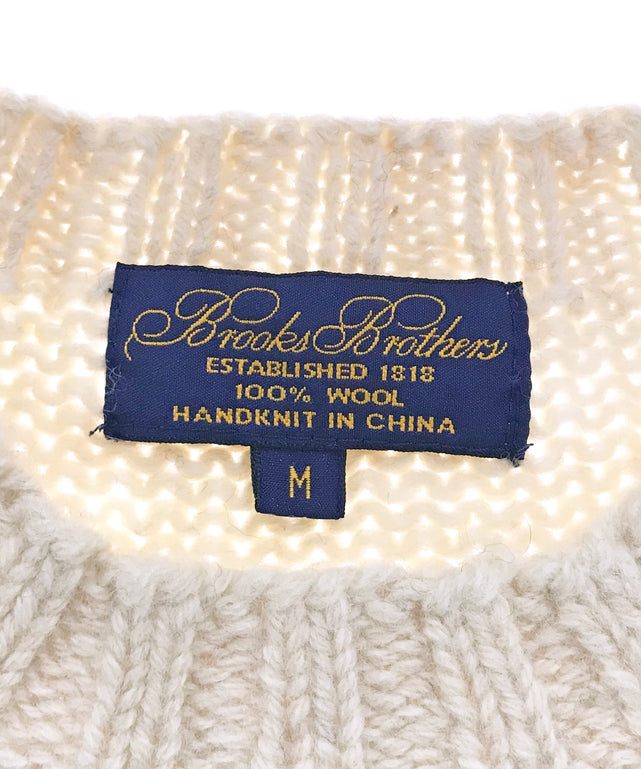 Brooks Brothers
ESTABLISHED 1818
100% WOOL
HANDKNIT IN CHINA
M